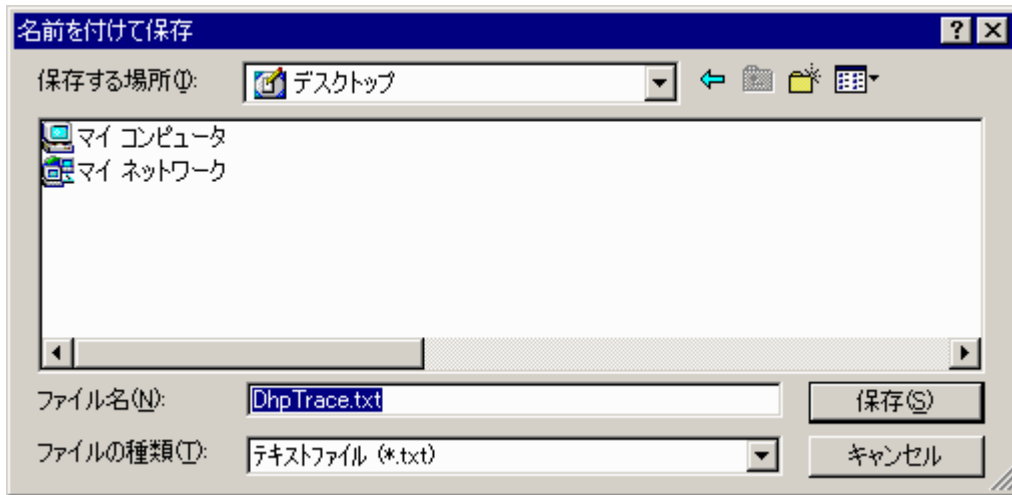 名前を付けて保存
保存する場所(I): デスクトップ
マイ コンピュータ
マイ ネットワーク
ファイル名(N): DhpTrace.txt 保存(S)
ファイルの種類(T): テキストファイル (*.txt) キャンセル